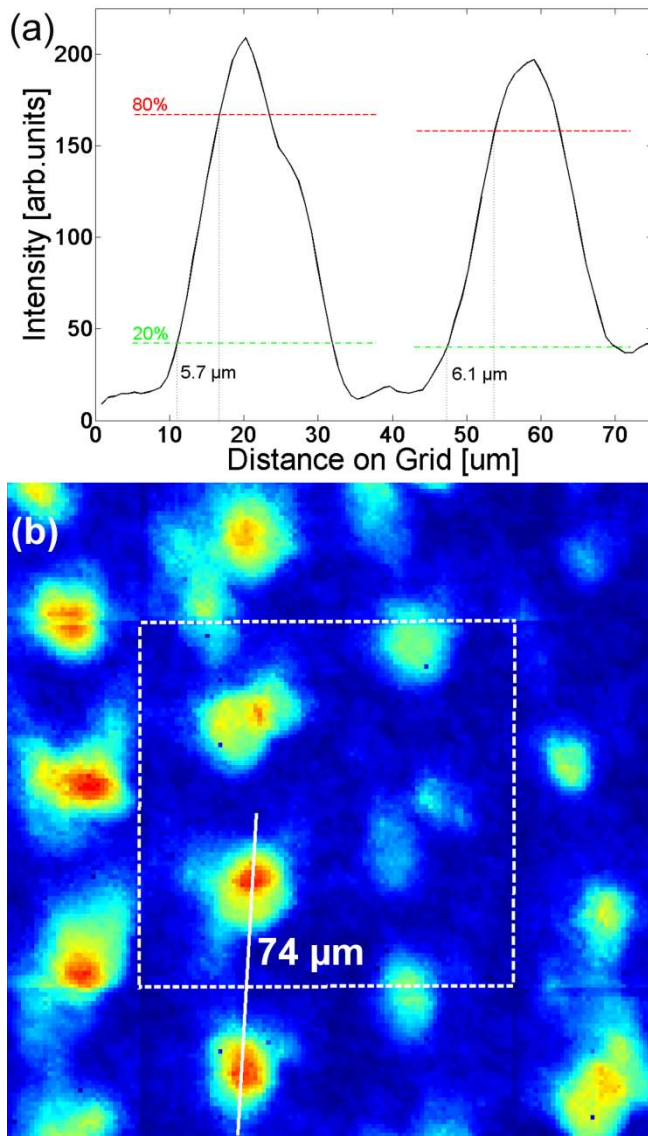 (a)
200
150
100
50
0
Intensity [arb.units]
80%
20%
5.7 µm
6.1 µm
0 10 20 30 40 50 60 70
Distance on Grid [um]
(b)
74 µm